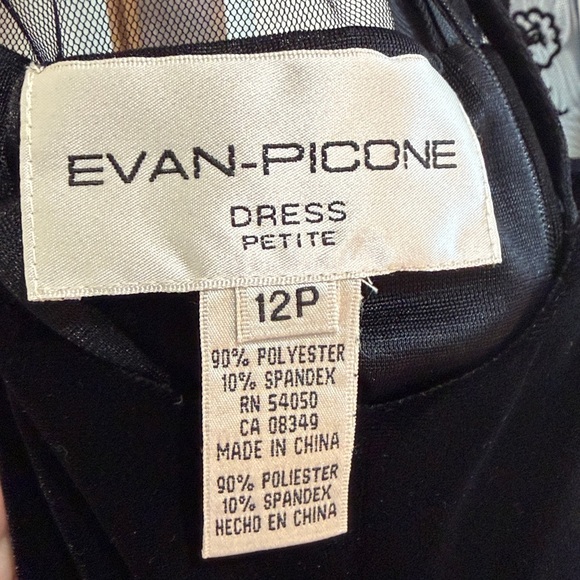 EVAN-PICONE
DRESS
PETITE
12P
90% POLYESTER
10% SPANDEX
RN 54050
CA 08349
MADE IN CHINA
90% POLIESTER
10% SPANDEX
HECHO EN CHINA